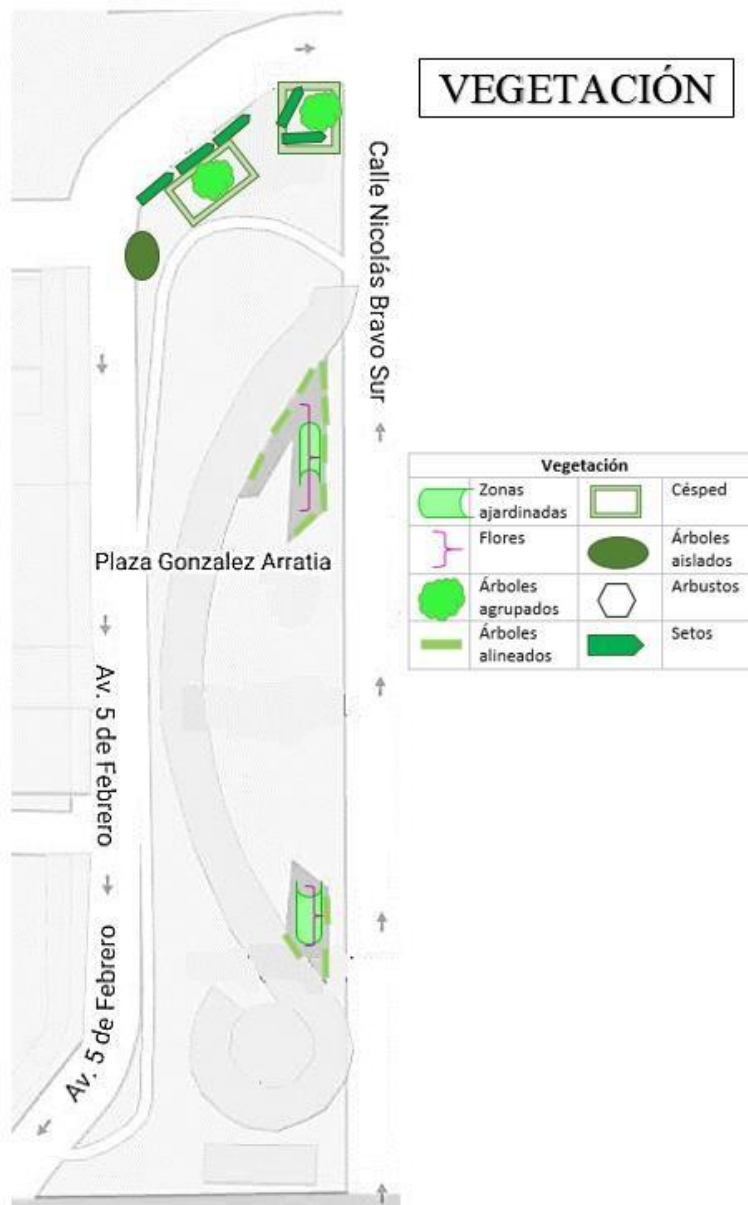 VEGETACIÓN
Calle Nicolás Bravo Sur
Plaza Gonzalez Arratia
Av. 5 de Febrero
Av. 5 de Febrero
Vegetación
Zonas
ajardinadas
Césped
Flores
Árboles
aislados
Árboles
agrupados
Arbustos
Árboles
alineados
Setos